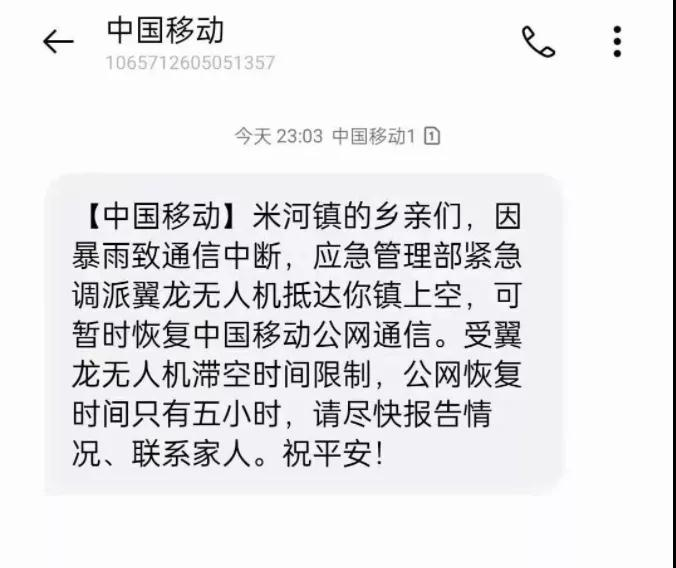 中国移动
1065712605051357
今天 23:03 中国移动1 1
【中国移动】米河镇的乡亲们，因
暴雨致通信中断，应急管理部紧急
调派翼龙无人机抵达你镇上空，可
暂时恢复中国移动公网通信。受翼
龙无人机滞空时间限制，公网恢复
时间只有五小时，请尽快报告情
况、联系家人。祝平安！